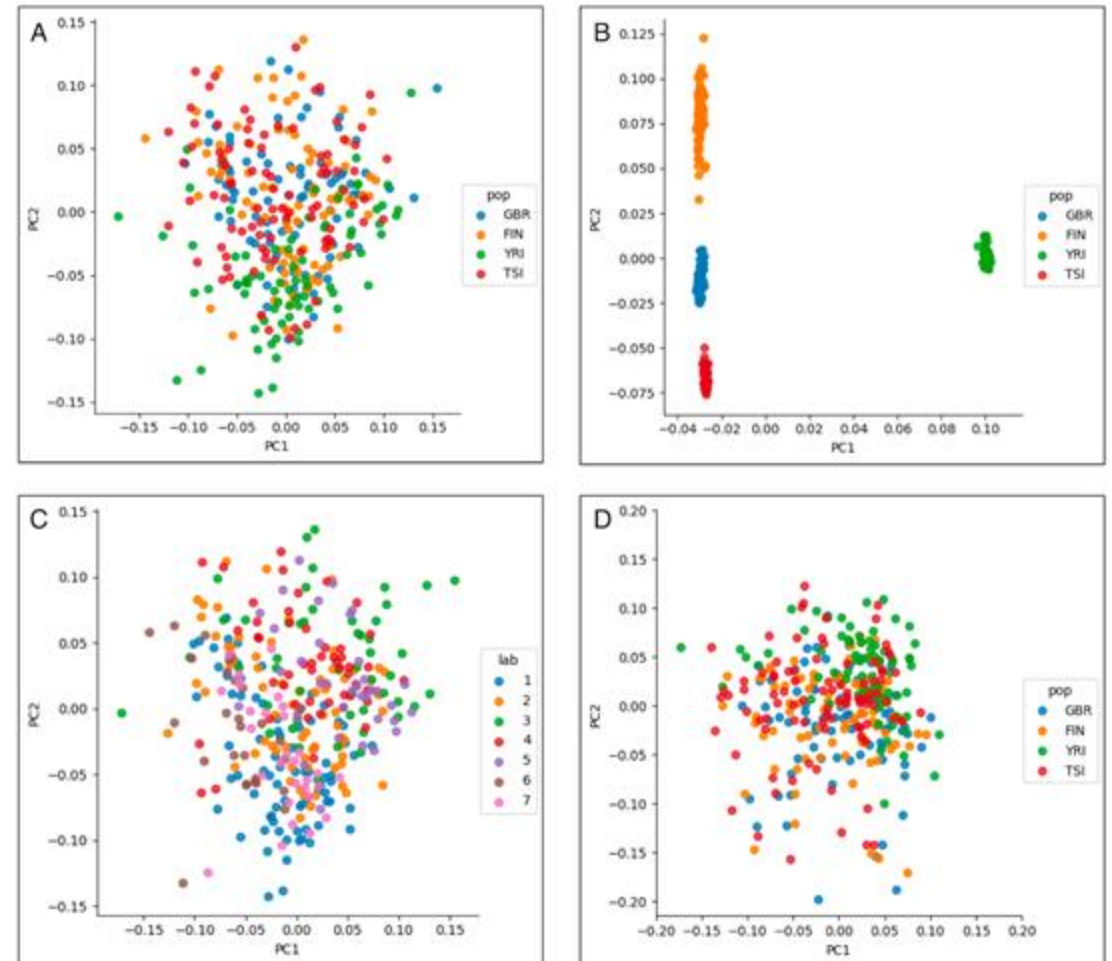 A
0.15
0.10
0.05
0.00
−0.05
−0.10
−0.15
PC2
−0.15 −0.10 −0.05 0.00 0.05 0.10 0.15
PC1
pop
GBR
FIN
YRI
TSI
B
0.125
0.100
0.075
0.050
0.025
0.000
−0.025
−0.050
−0.075
PC2
−0.04 −0.02 0.00 0.02 0.04 0.06 0.08 0.10
PC1
pop
GBR
FIN
YRI
TSI
C
0.15
0.10
0.05
0.00
−0.05
−0.10
−0.15
PC2
−0.15 −0.10 −0.05 0.00 0.05 0.10 0.15
PC1
lab
1
2
3
4
5
6
7
D
0.20
0.15
0.10
0.05
0.00
−0.05
−0.10
−0.15
−0.20
PC2
−0.20 −0.15 −0.10 −0.05 0.00 0.05 0.10 0.15 0.20
PC1
pop
GBR
FIN
YRI
TSI